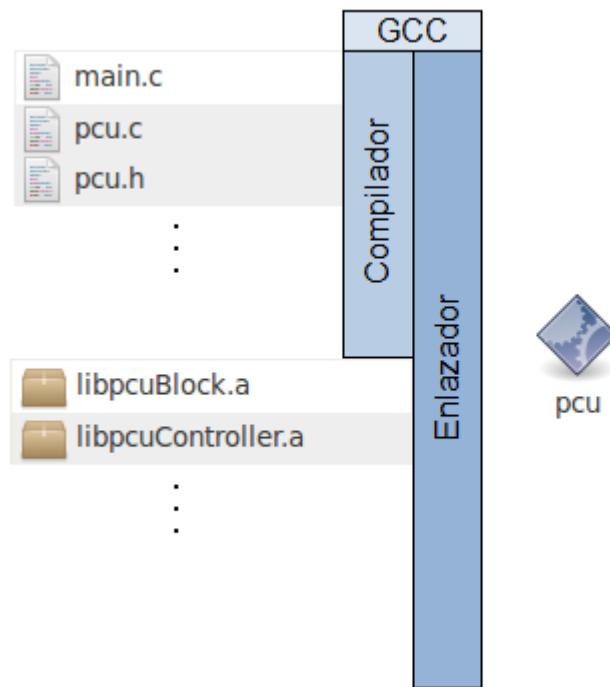 GCC
main.c
pcu.c
pcu.h
Compilador
Enlazador
libpcuBlock.a
libpcuController.a
pcu